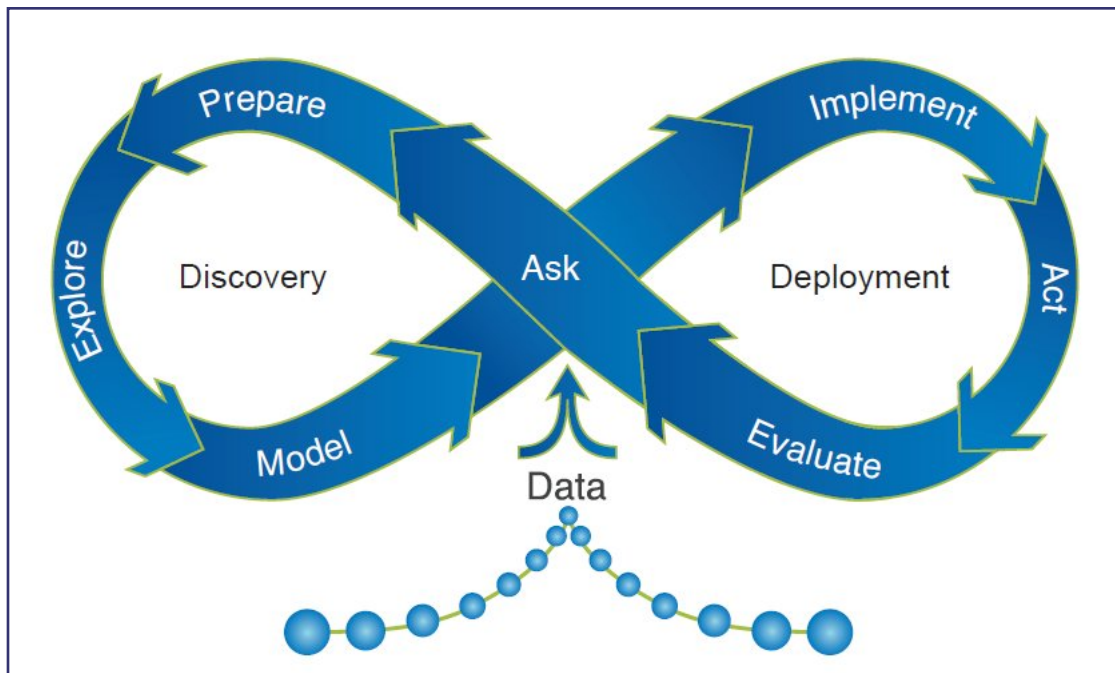 Prepare
Implement
Explore
Discovery
Ask
Deployment
Act
Model
Evaluate
Data